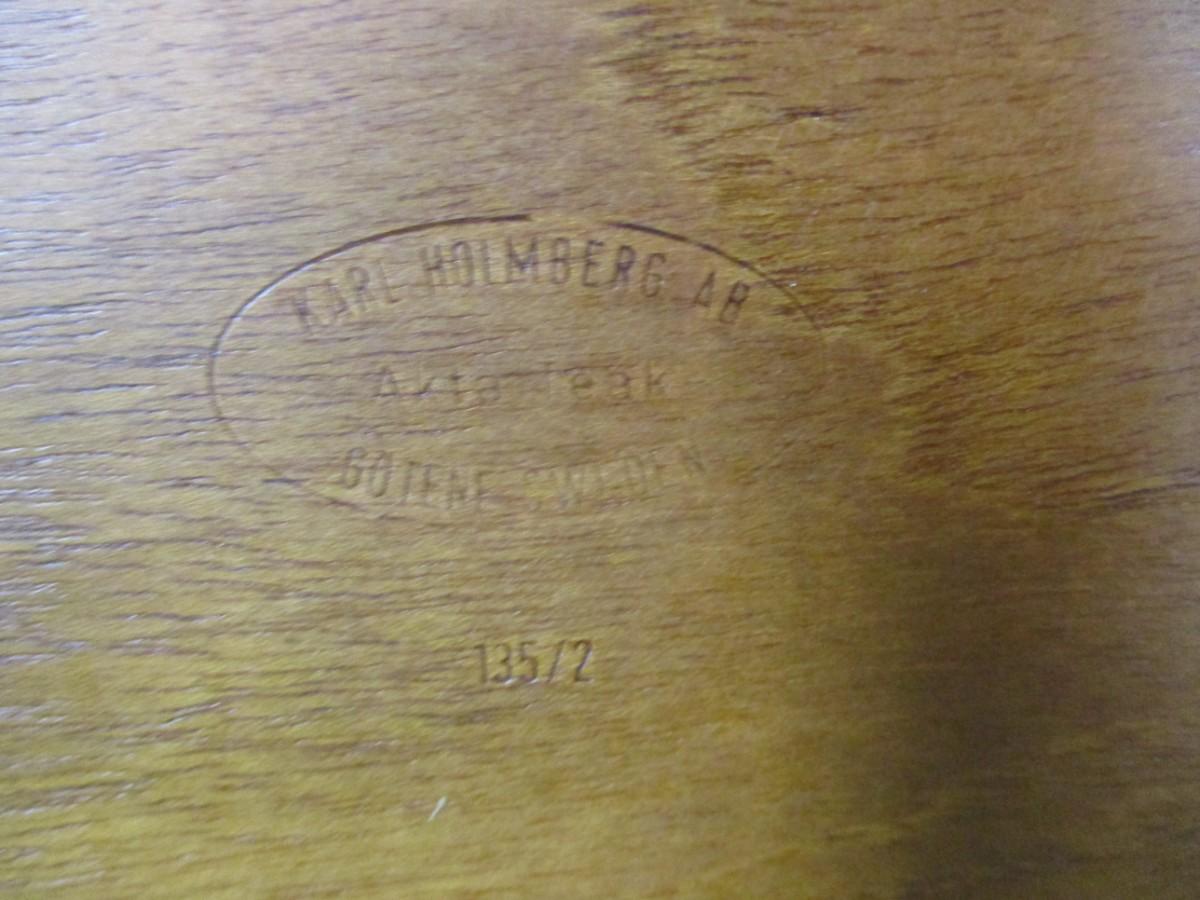 KARL HOLMBERG AB
Äkta Teak
GÖTENE SWEDEN
135/2